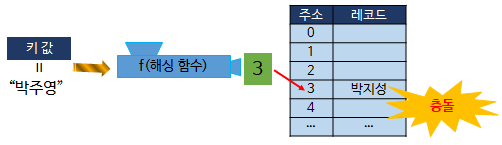 키 값
=
“박주영”
f(해싱 함수)
3
주소 레코드
0
1
2
3 박지성
4
... ...
충돌